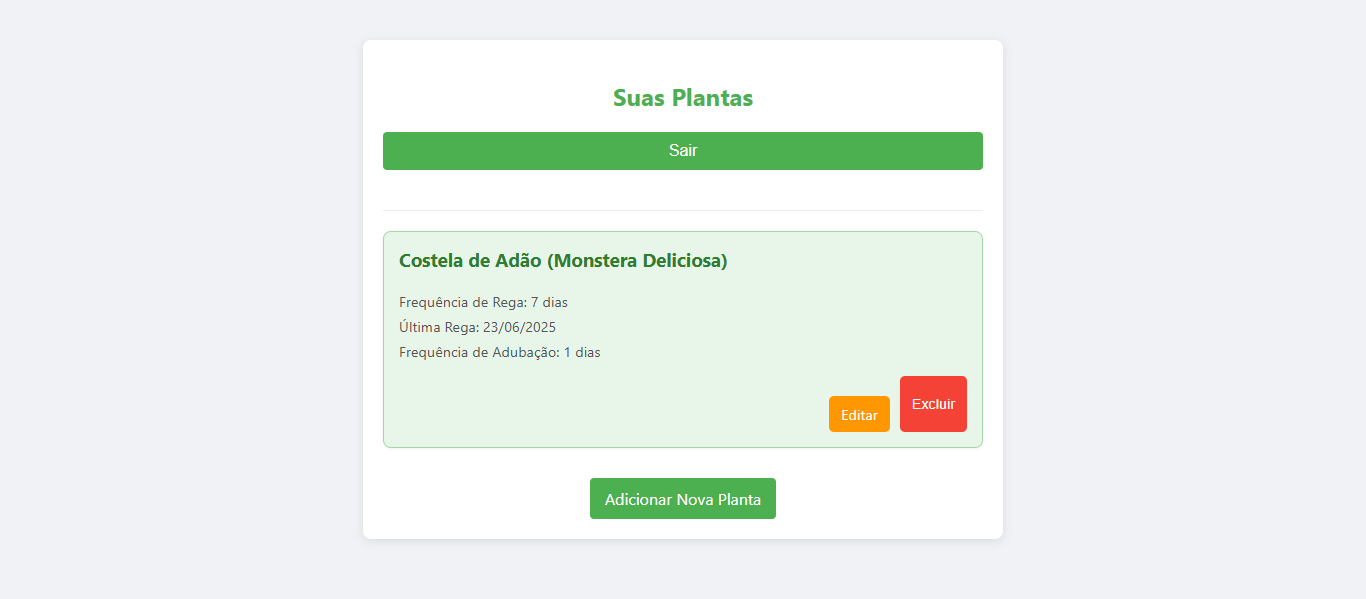 Suas Plantas
Sair
Costela de Adão (Monstera Deliciosa)
Frequência de Rega: 7 dias
Última Rega: 23/06/2025
Frequência de Adubação: 1 dias
Editar
Excluir
Adicionar Nova Planta